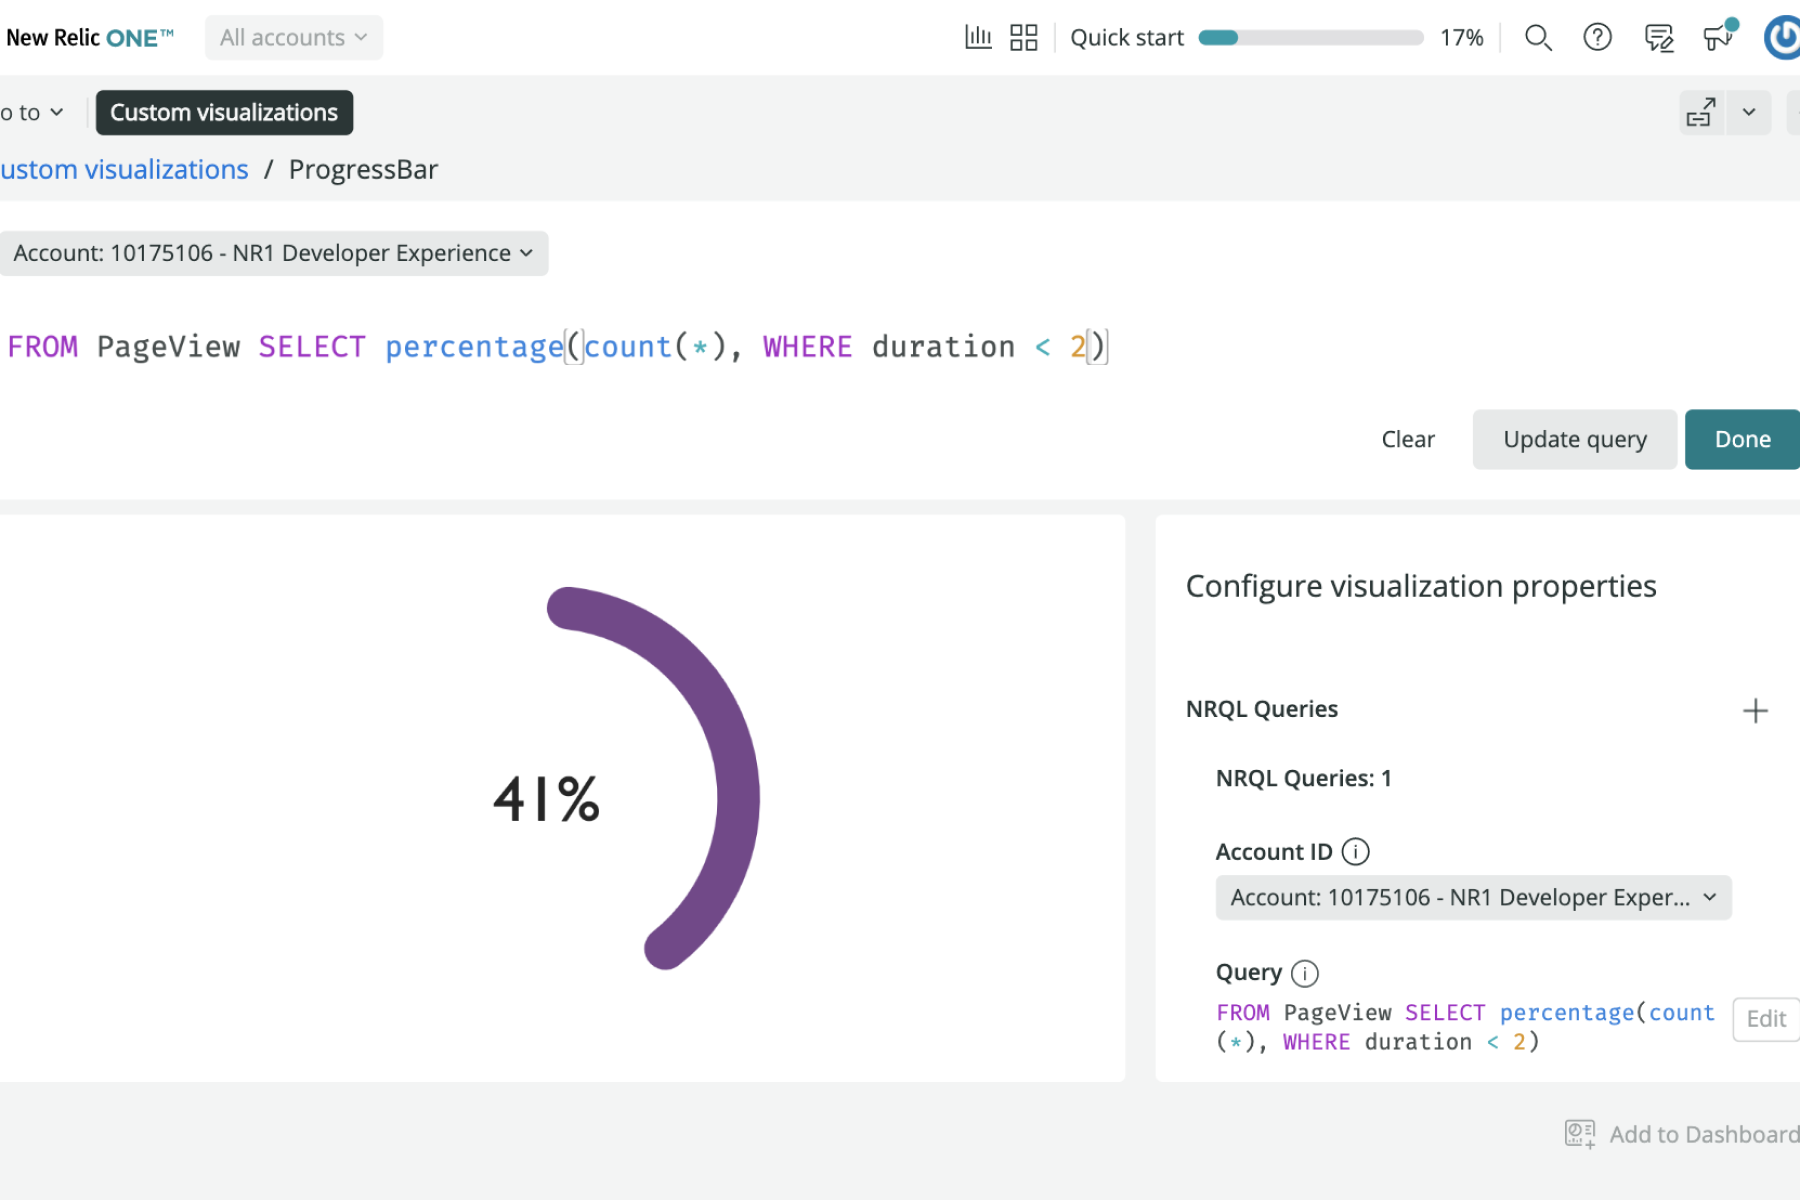 New Relic ONE™ All accounts Quick start 17%
o to Custom visualizations
ustom visualizations / ProgressBar
Account: 10175106 - NR1 Developer Experience
FROM PageView SELECT percentage(count(*), WHERE duration < 2)
Clear Update query Done
Configure visualization properties
NRQL Queries
NRQL Queries: 1
41%
Account ID
Account: 10175106 - NR1 Developer Exper...
Query
FROM PageView SELECT percentage(count
(*), WHERE duration < 2)
Edit
Add to Dashboard